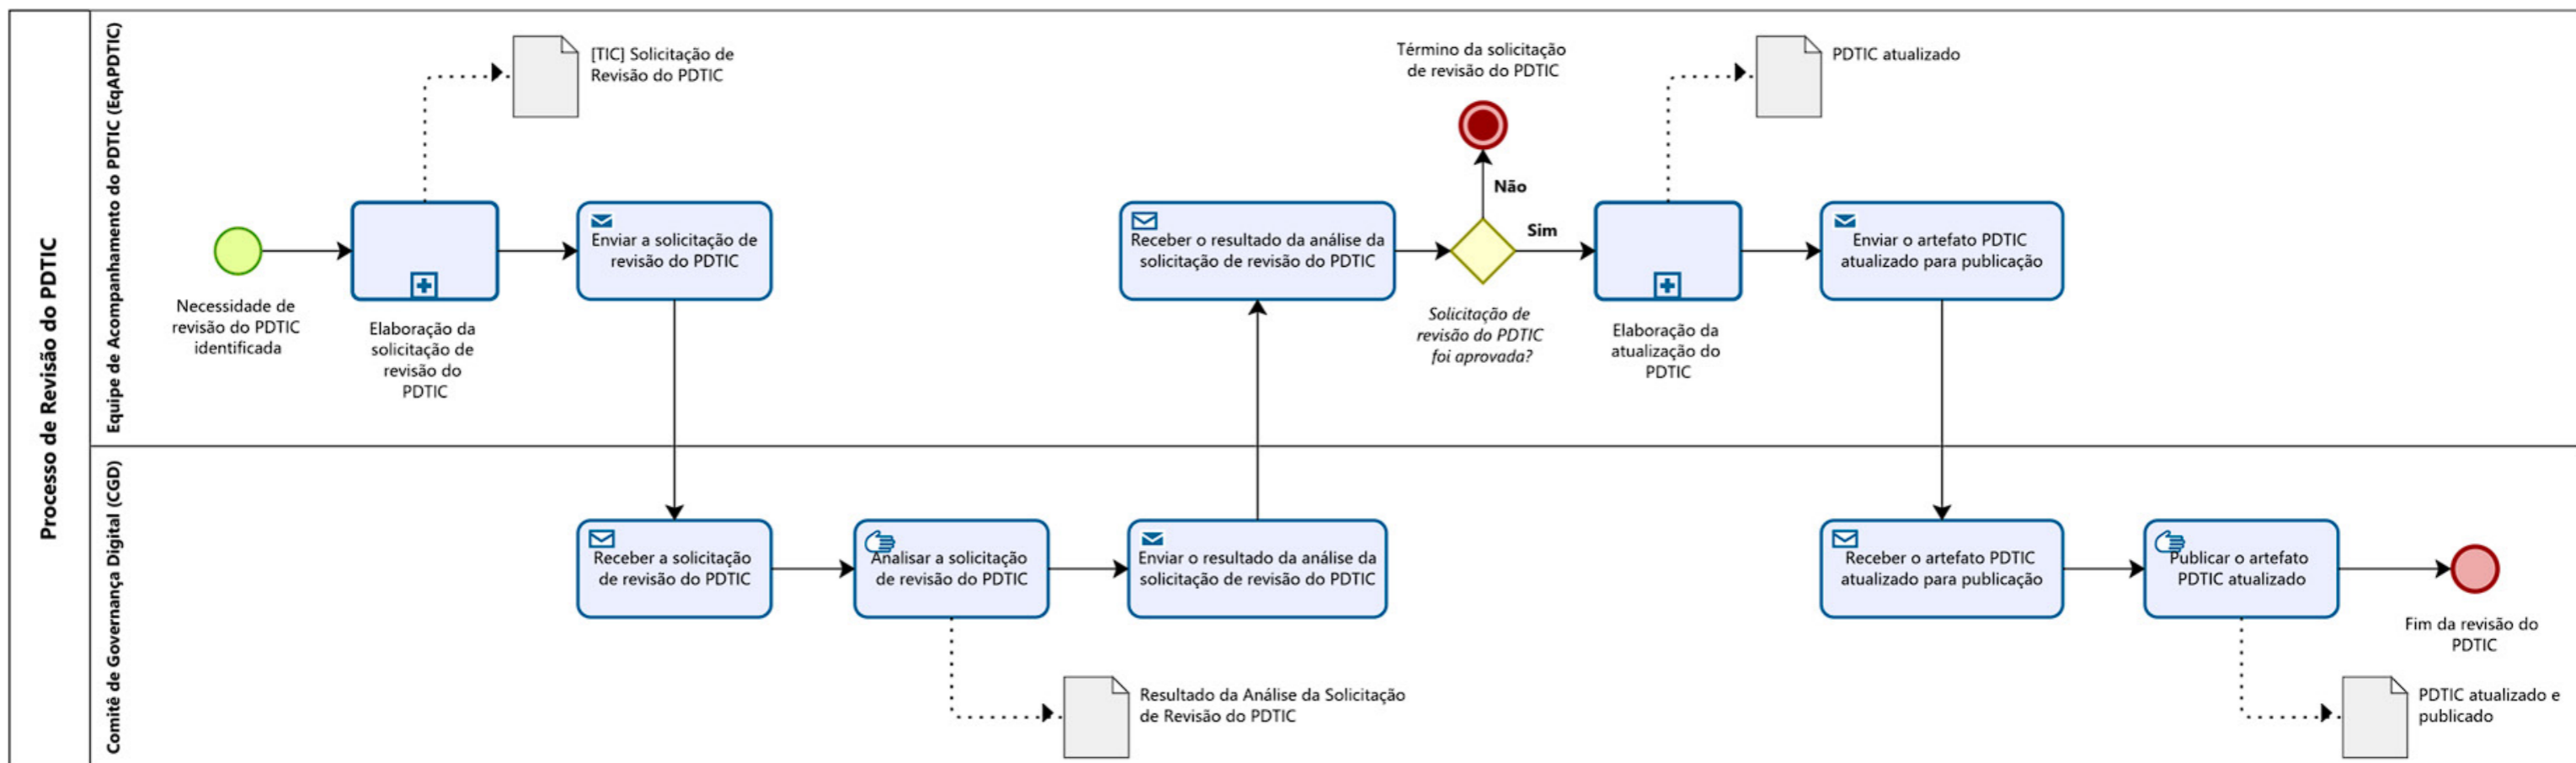 Processo de Revisão do PDTIC
Equipe de Acompanhamento do PDTIC (EqAPDTIC)
[TIC] Solicitação de
Revisão do PDTIC
Necessidade de
revisão do PDTIC
identificada
Elaboração da
solicitação de
revisão do
PDTIC
Enviar a solicitação de
revisão do PDTIC
Receber o resultado da análise da
solicitação de revisão do PDTIC
Término da solicitação
de revisão do PDTIC
Não
Sim
Solicitação de
revisão do PDTIC
foi aprovada?
PDTIC atualizado
Elaboração da
atualização do
PDTIC
Enviar o artefato PDTIC
atualizado para publicação
Comitê de Governança Digital (CGD)
Receber a solicitação
de revisão do PDTIC
Analisar a solicitação
de revisão do PDTIC
Enviar o resultado da análise da
solicitação de revisão do PDTIC
Resultado da Análise da Solicitação
de Revisão do PDTIC
Receber o artefato PDTIC
atualizado para publicação
Publicar o artefato
PDTIC atualizado
Fim da revisão do
PDTIC
PDTIC atualizado e
publicado